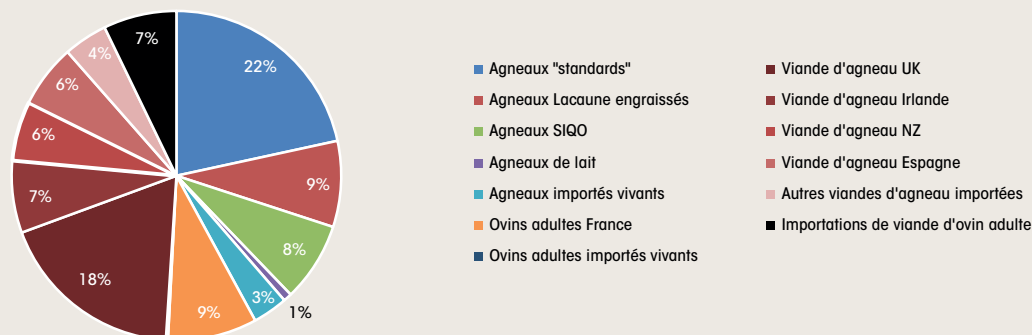 7%
22%
4%
6%
6%
9%
7%
8%
18%
3%
9%
1%
Agneaux "standards"
Agneaux Lacaune engraissés
Agneaux SIQO
Agneaux de lait
Agneaux importés vivants
Ovins adultes France
Ovins adultes importés vivants
Viande d'agneau UK
Viande d'agneau Irlande
Viande d'agneau NZ
Viande d'agneau Espagne
Autres viandes d'agneau importées
Importations de viande d'ovin adulte